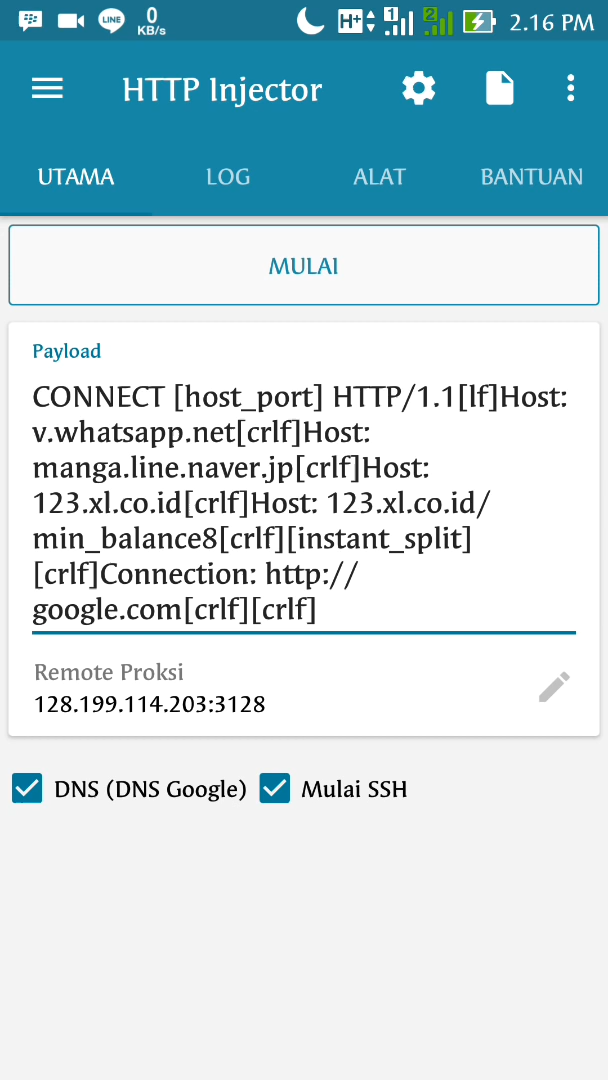 LINE
0
KB/s
H+
1
2
2.16 PM
HTTP Injector
UTAMA
LOG
ALAT
BANTUAN
MULAI
Payload
CONNECT [host_port] HTTP/1.1[lf]Host:
v.whatsapp.net[crlf]Host:
manga.line.naver.jp[crlf]Host:
123.xl.co.id[crlf]Host: 123.xl.co.id/
min_balance8[crlf][instant_split]
[crlf]Connection: http://
google.com[crlf][crlf]
Remote Proksi
128.199.114.203:3128
DNS (DNS Google)
Mulai SSH